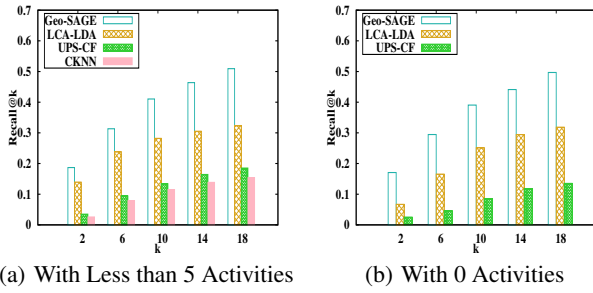 Geo-SAGE
LCA-LDA
UPS-CF
CKNN
Recall@k
0.7
0.6
0.5
0.4
0.3
0.2
0.1
0
2 6 10 14 18
k
(a) With Less than 5 Activities
Geo-SAGE
LCA-LDA
UPS-CF
Recall@k
0.7
0.6
0.5
0.4
0.3
0.2
0.1
0
2 6 10 14 18
k
(b) With 0 Activities